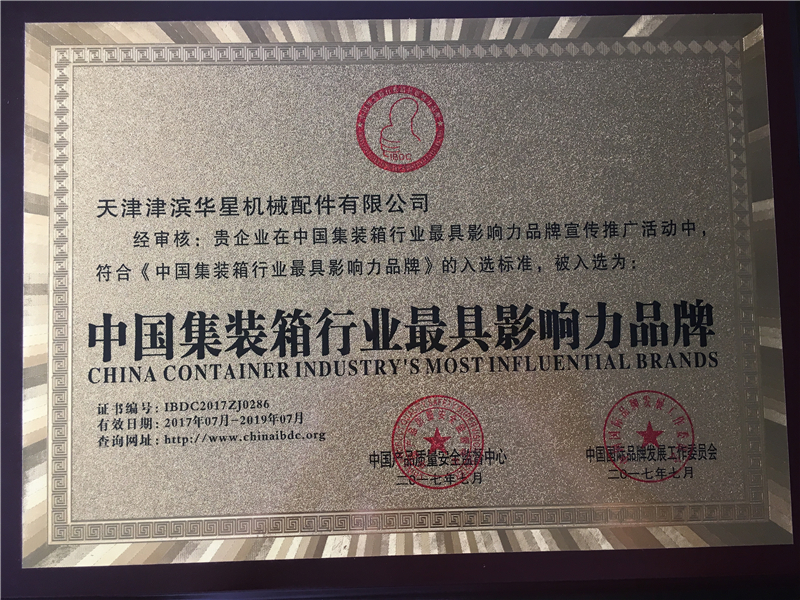 IBDC
天津津滨华星机械配件有限公司
经审核：贵企业在中国集装箱行业最具影响力品牌宣传推广活动中，
符合《中国集装箱行业最具影响力品牌》的入选标准，被入选为：
中国集装箱行业最具影响力品牌
CHINA CONTAINER INDUSTRY'S MOST INFLUENTIAL BRANDS
证书编号：IBDC2017ZJ0286
有效日期：2017年07月-2019年07月
查询网址：http://www.chinaibdc.org
中国产品质量安全监督中心
二〇一七年七月
中国国际品牌发展工作委员会
二〇一七年七月